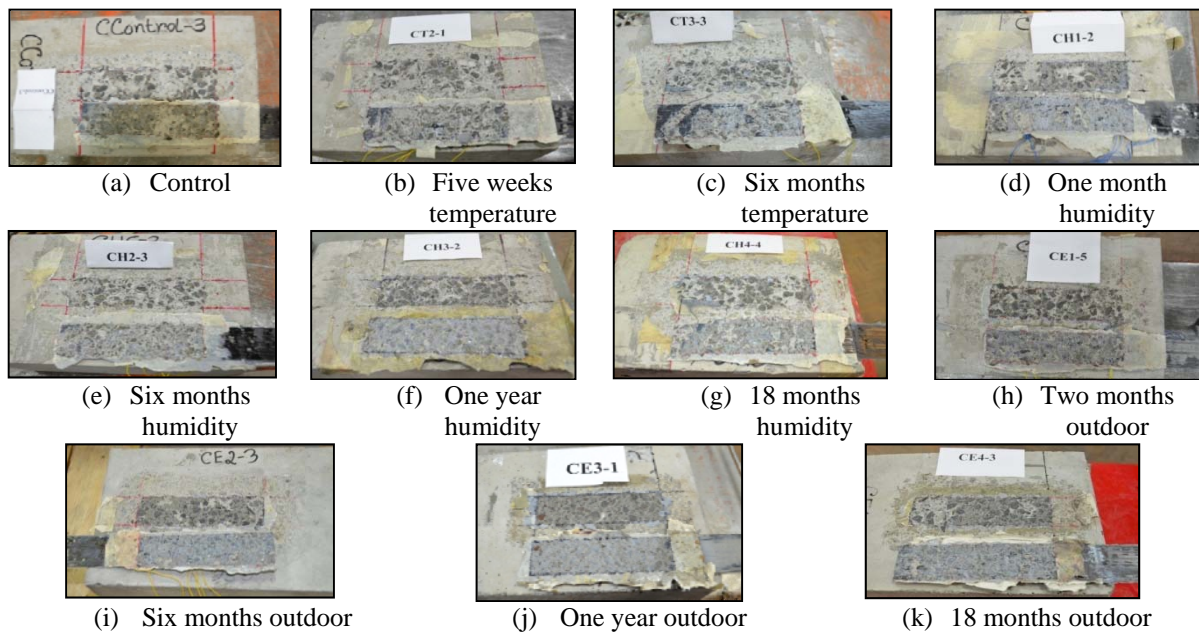 CControl-3
CT2-1
CT3-3
CH1-2
(a) Control
(b) Five weeks
temperature
(c) Six months
temperature
(d) One month
humidity
CH2-3
CH3-2
CH4-4
CE1-5
(e) Six months
humidity
(f) One year
humidity
(g) 18 months
humidity
(h) Two months
outdoor
CE2-3
CE3-1
CE4-3
(i) Six months outdoor
(j) One year outdoor
(k) 18 months outdoor